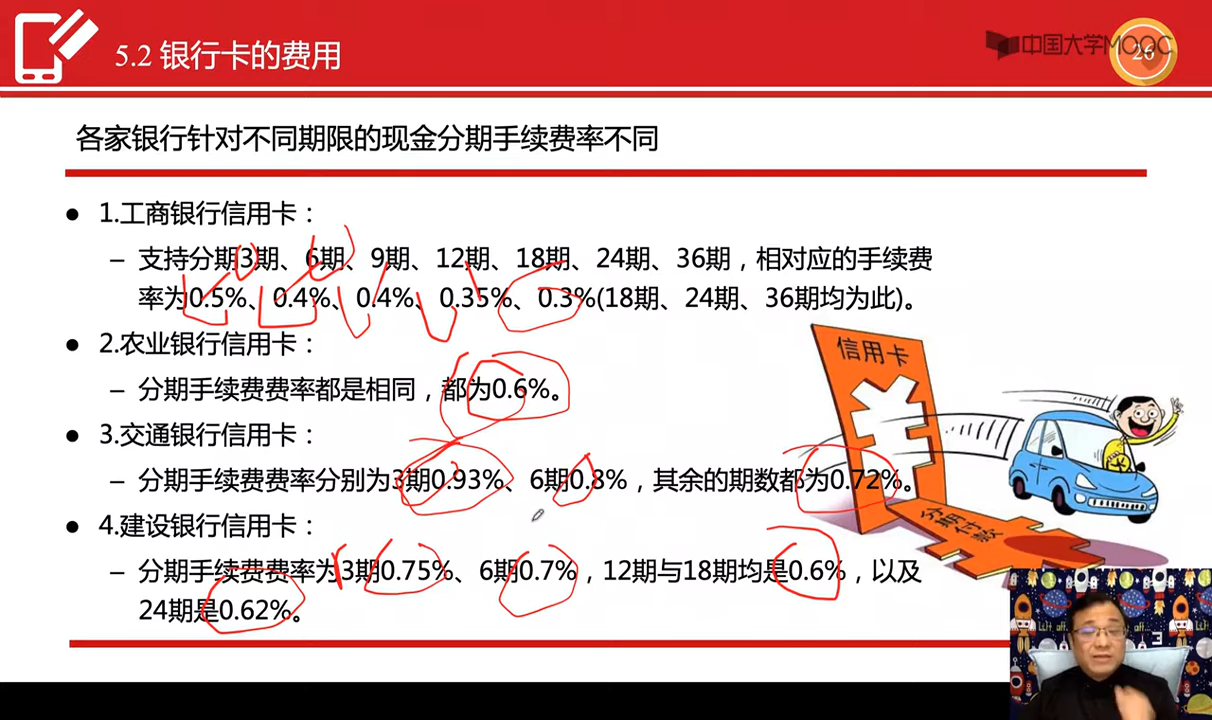 5.2 银行卡的费用
中国大学MOOC
26
各家银行针对不同期限的现金分期手续费率不同
● 1.工商银行信用卡：
– 支持分期3期、6期、9期、12期、18期、24期、36期，相对应的手续费
率为0.5%、0.4%、0.4%、0.35%、0.3%(18期、24期、36期均为此)。
● 2.农业银行信用卡：
– 分期手续费费率都是相同，都为0.6%。
● 3.交通银行信用卡：
– 分期手续费费率分别为3期0.93%、6期0.8%，其余的期数都为0.72%。
● 4.建设银行信用卡：
– 分期手续费费率为3期0.75%、6期0.7%，12期与18期均是0.6%，以及
24期是0.62%。
信用卡
¥
分期付款